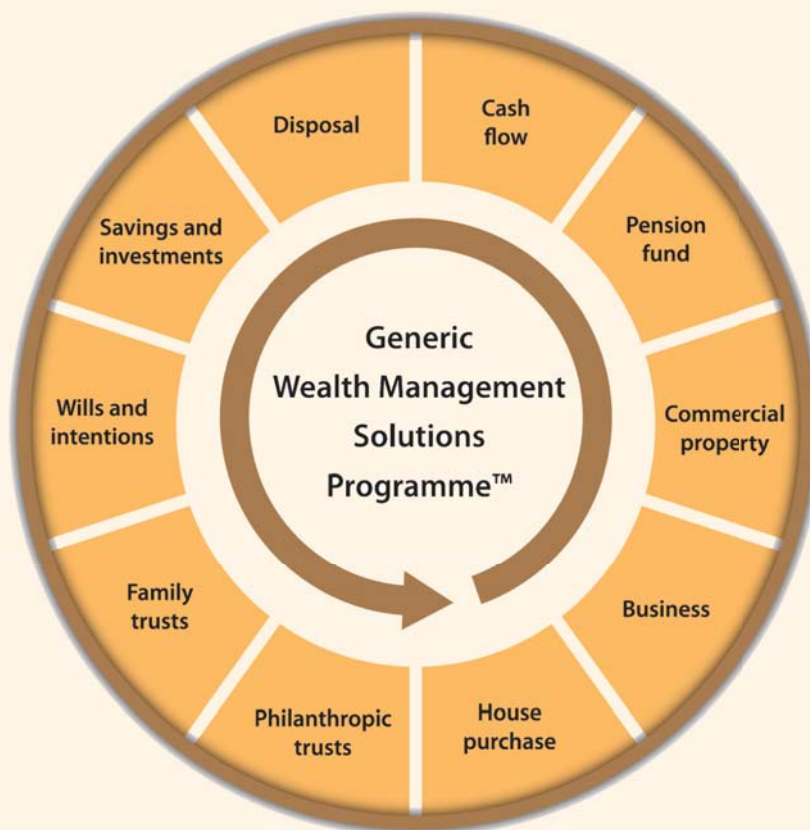 Disposal
Cash
flow
Pension
fund
Commercial
property
Business
House
purchase
Philanthropic
trusts
Family
trusts
Wills and
intentions
Savings and
investments
Generic
Wealth Management
Solutions
Programme™